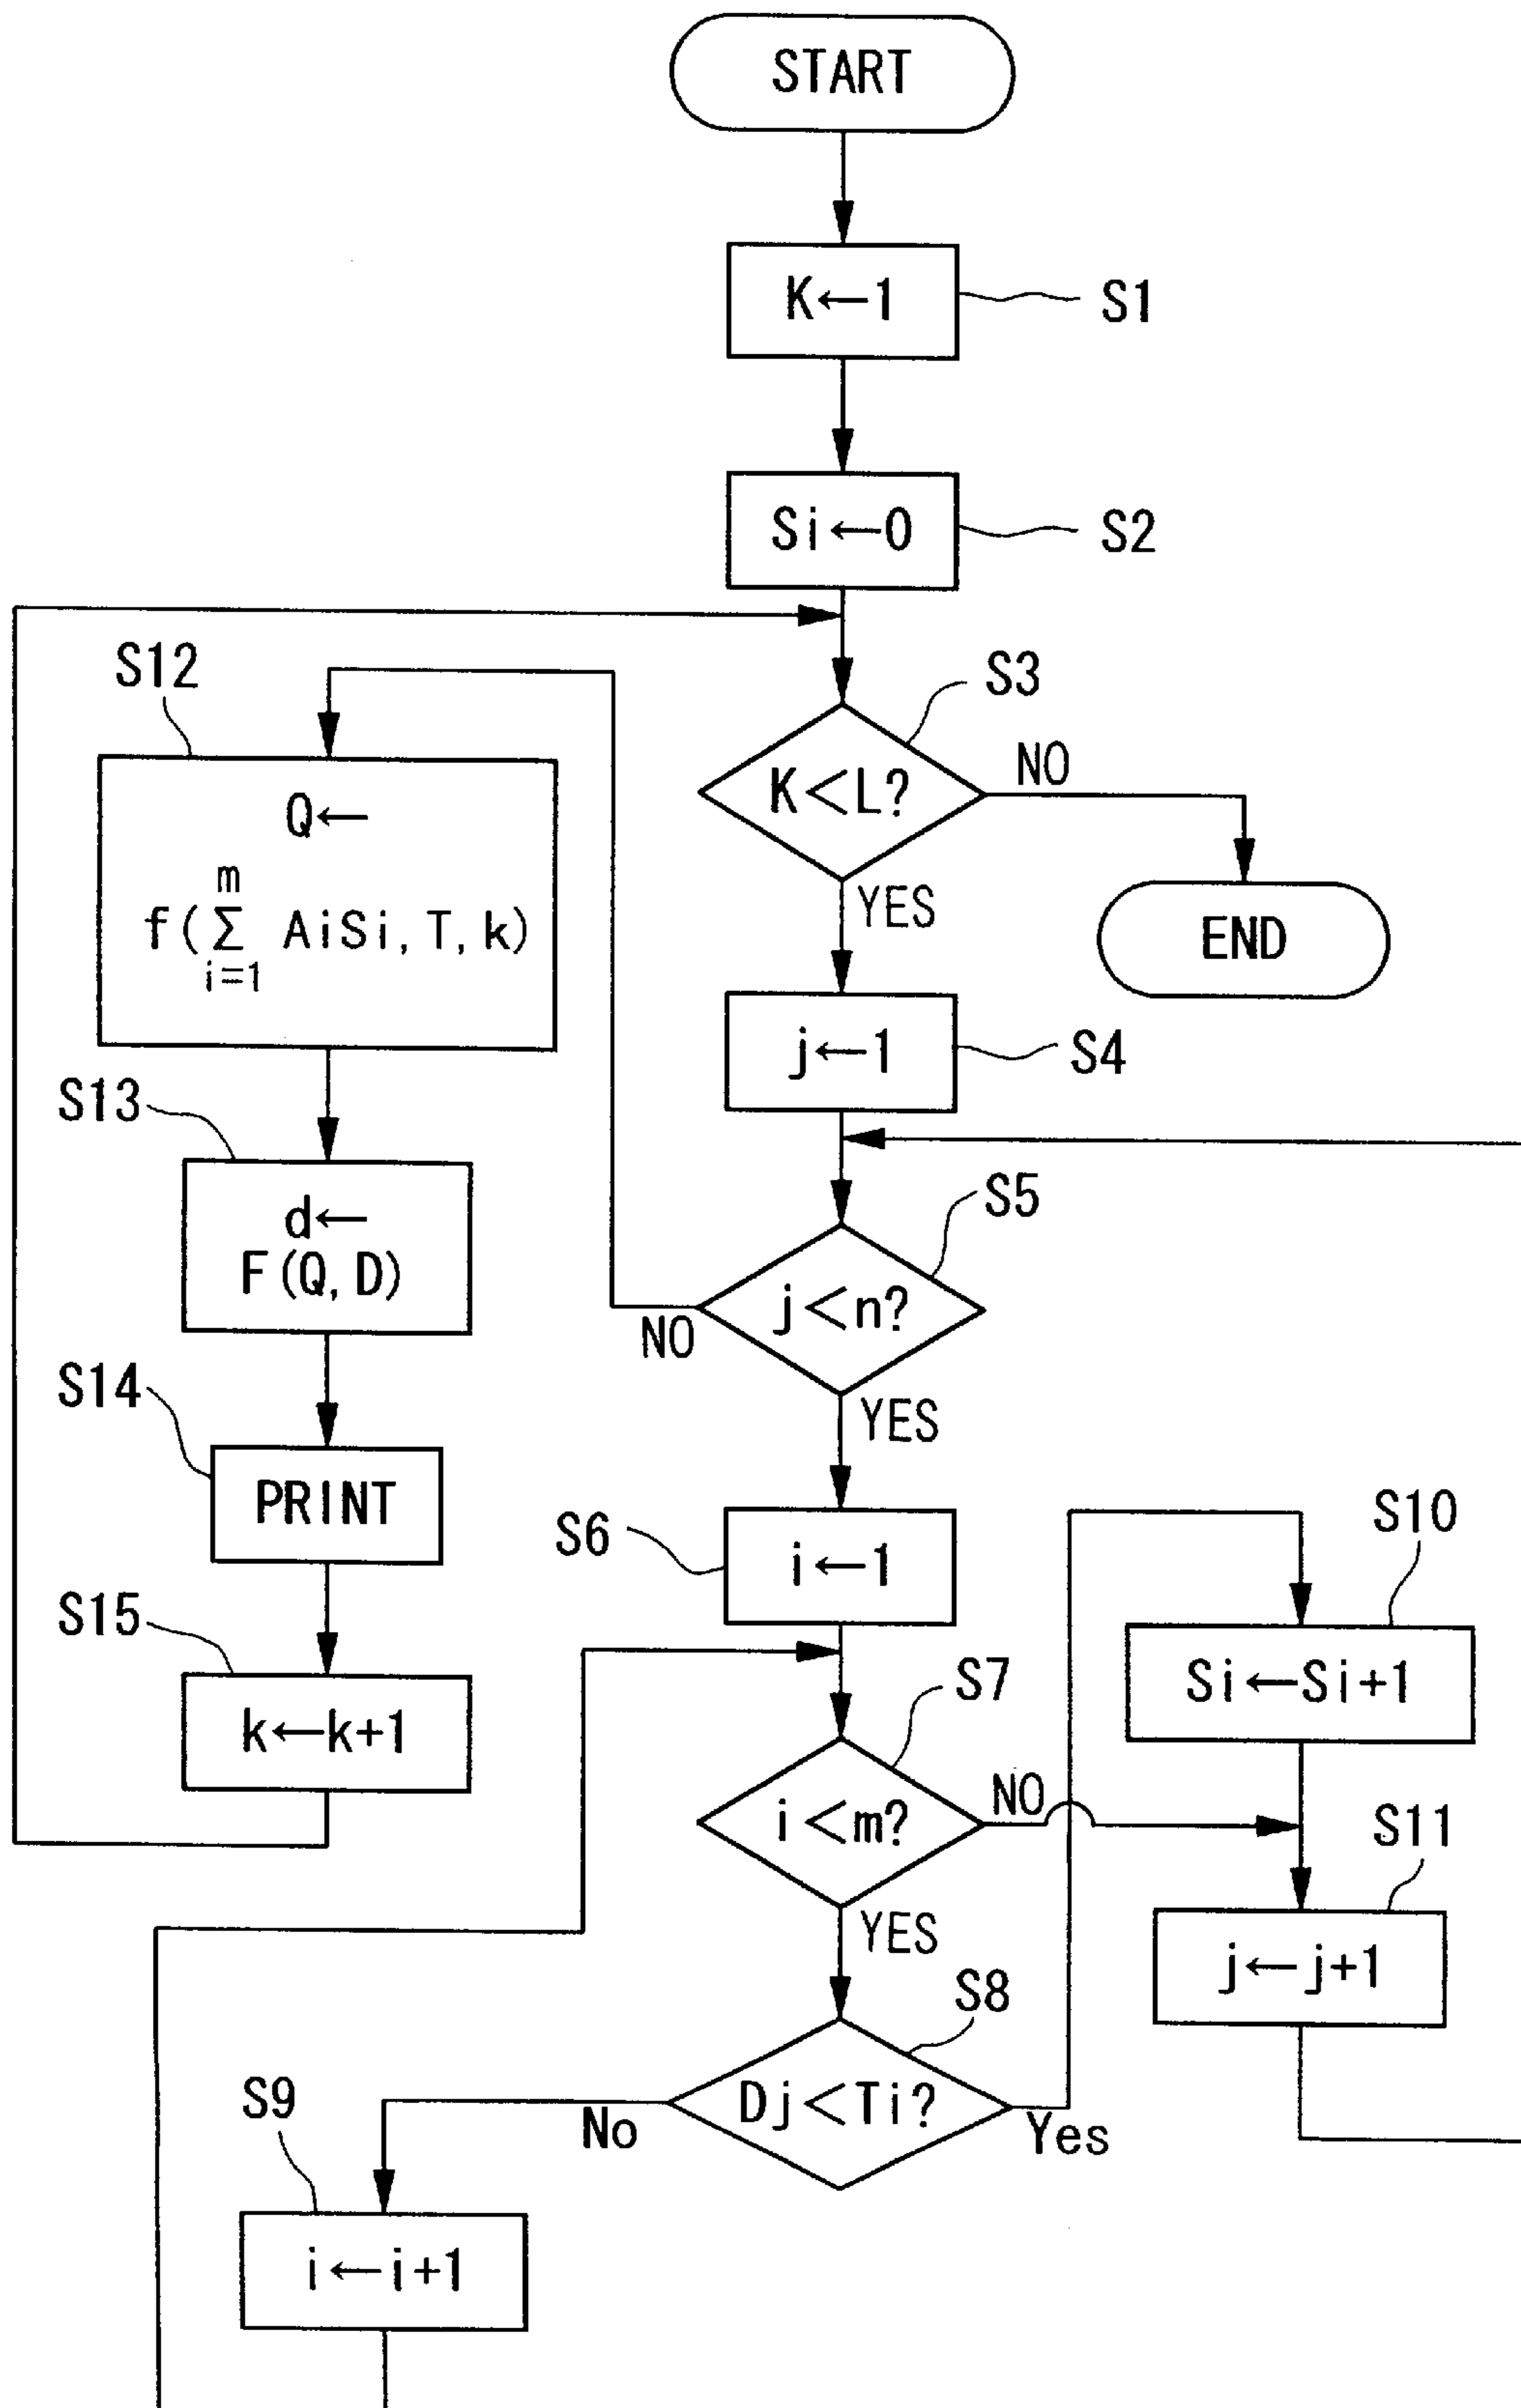 START
K←1
S1
Si←0
S2
S12
S3
K<L?
NO
YES
Q←
m
f(Σ AiSi, T, k)
i=1
END
j←1
S4
S13
d←
F(Q, D)
S5
j<n?
NO
YES
S14
PRINT
S6
i←1
S10
Si←Si+1
S15
k←k+1
S7
i<m?
NO
YES
S11
j←j+1
S8
Dj<Ti?
No
Yes
S9
i←i+1